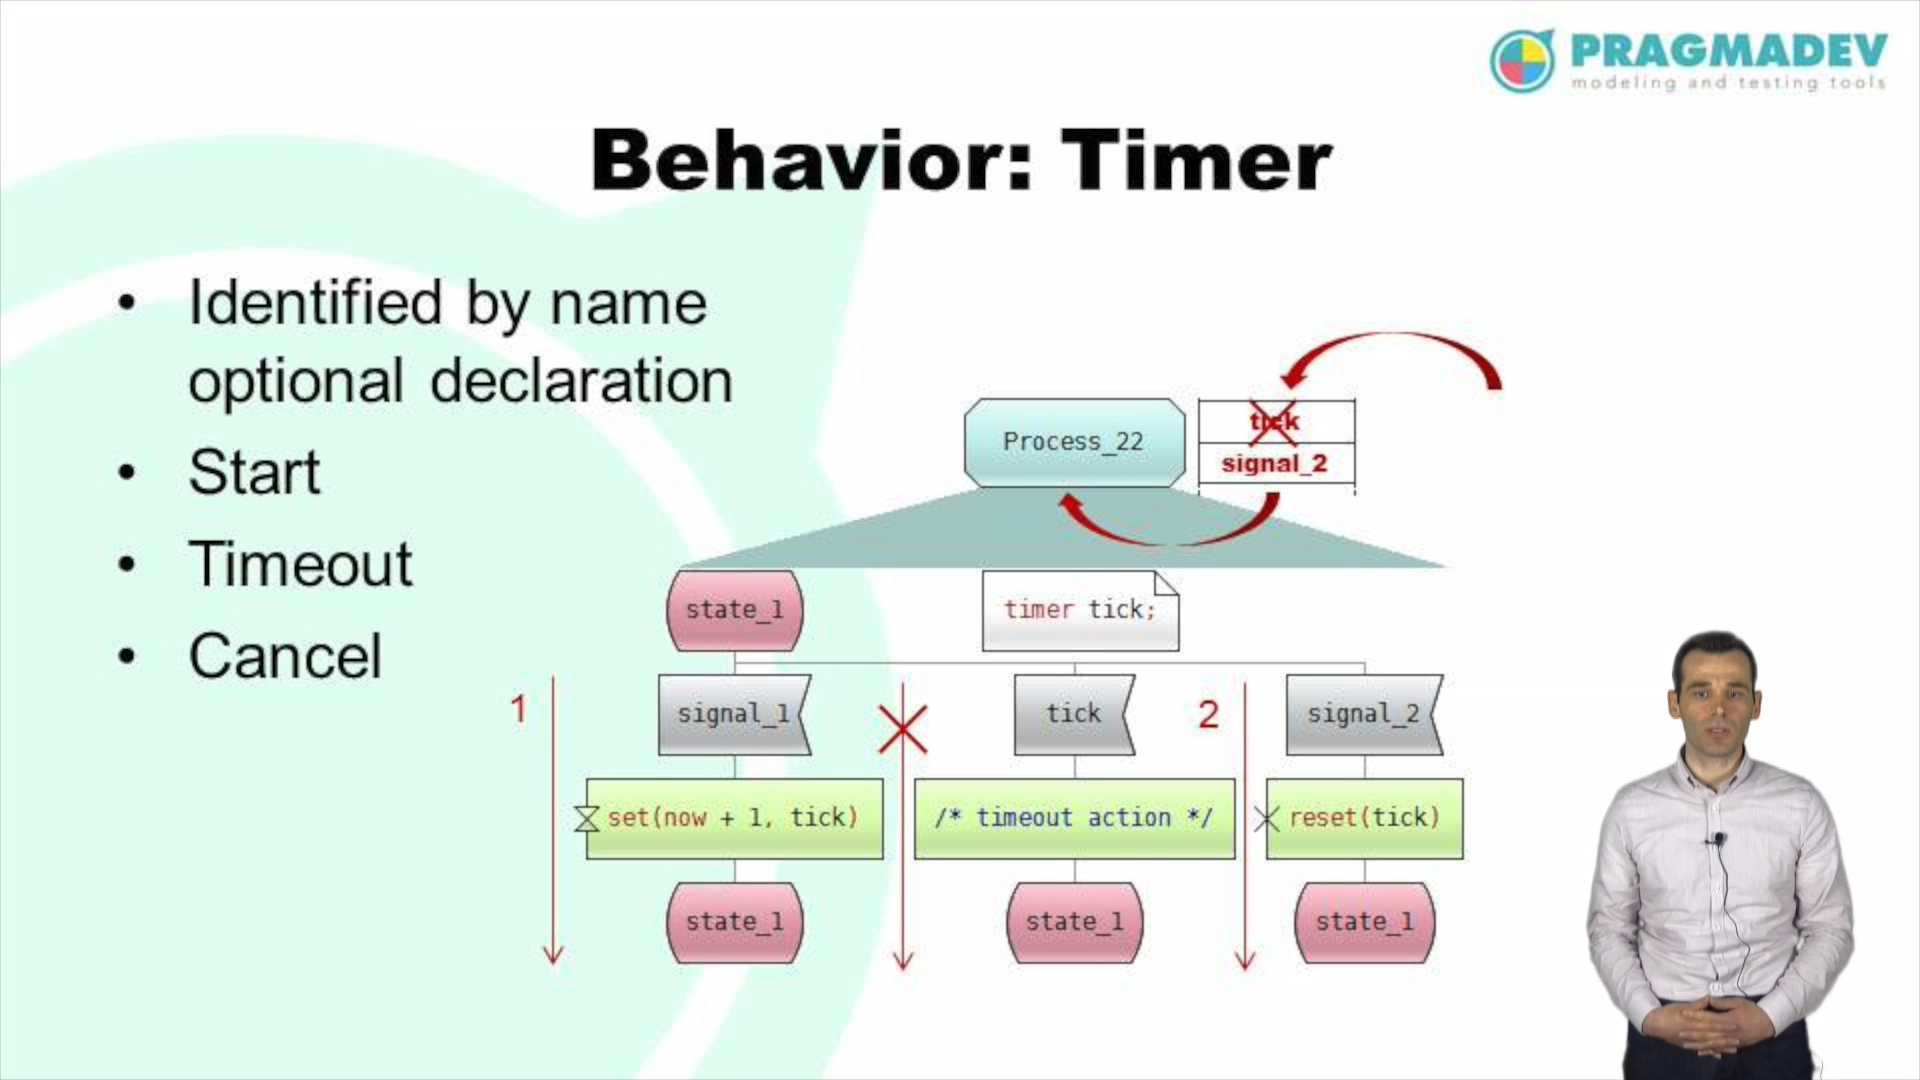 PRAGMADEV
modeling and testing tools
Behavior: Timer
• Identified by name
optional declaration
• Start
• Timeout
• Cancel
Process_22
tick
signal_2
state_1
timer tick;
1
signal_1
tick
2
signal_2
set(now + 1, tick)
/* timeout action */
reset(tick)
state_1
state_1
state_1